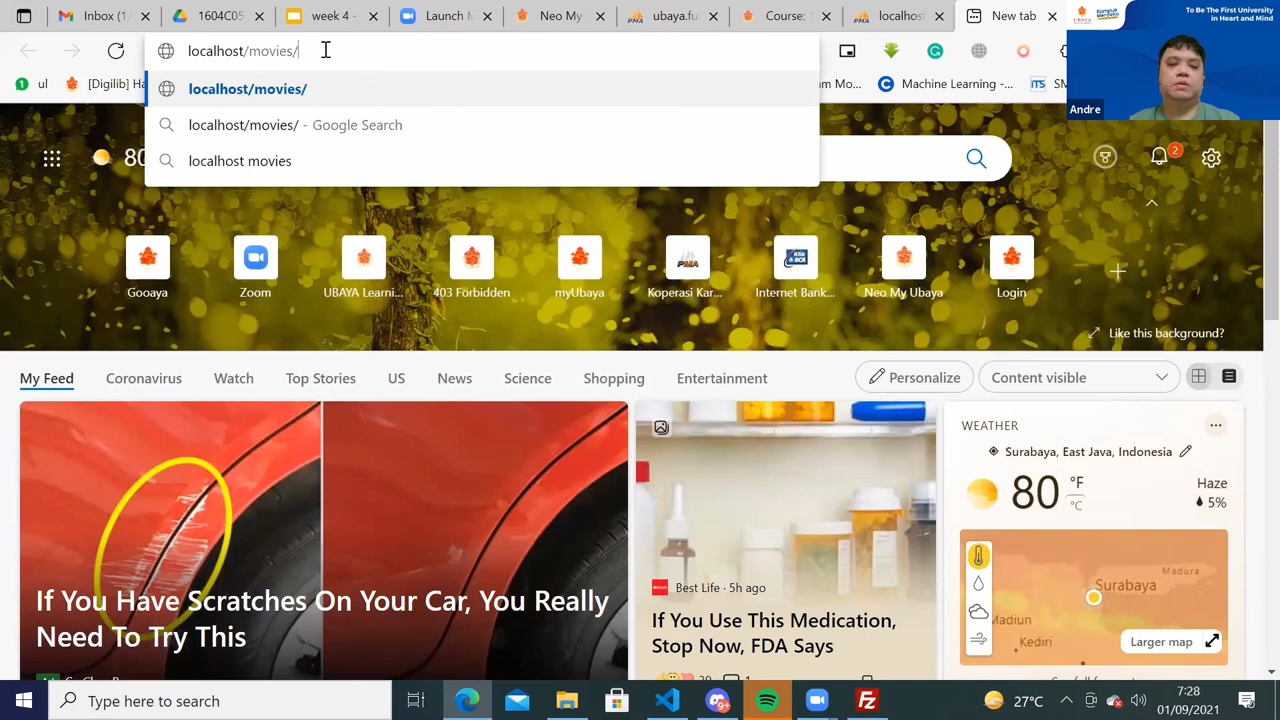 Inbox (1,
1604C05
week 4 -
Launch M
Neo My
ubaya.fu
Course:
localhost
New tab
To Be The First University
in Heart and Mind
localhost/movies/
localhost/movies/
localhost/movies/ - Google Search
localhost movies
ul
[Digilib]
Mo...
Machine Learning -...
Andre
80
2
Gooaya
Zoom
UBAYA Learni...
403 Forbidden
myUbaya
Koperasi Kar...
Internet Bank...
Neo My Ubaya
Login
Like this background?
My Feed
Coronavirus
Watch
Top Stories
US
News
Science
Shopping
Entertainment
Personalize
Content visible
If You Have Scratches On Your Car, You Really
Need To Try This
Best Life · 5h ago
If You Use This Medication,
Stop Now, FDA Says
WEATHER
Surabaya, East Java, Indonesia
80
°F
°C
Haze
5%
Madura
Surabaya
Madiun
Kediri
Larger map
Type here to search
27°C
7:28
01/09/2021